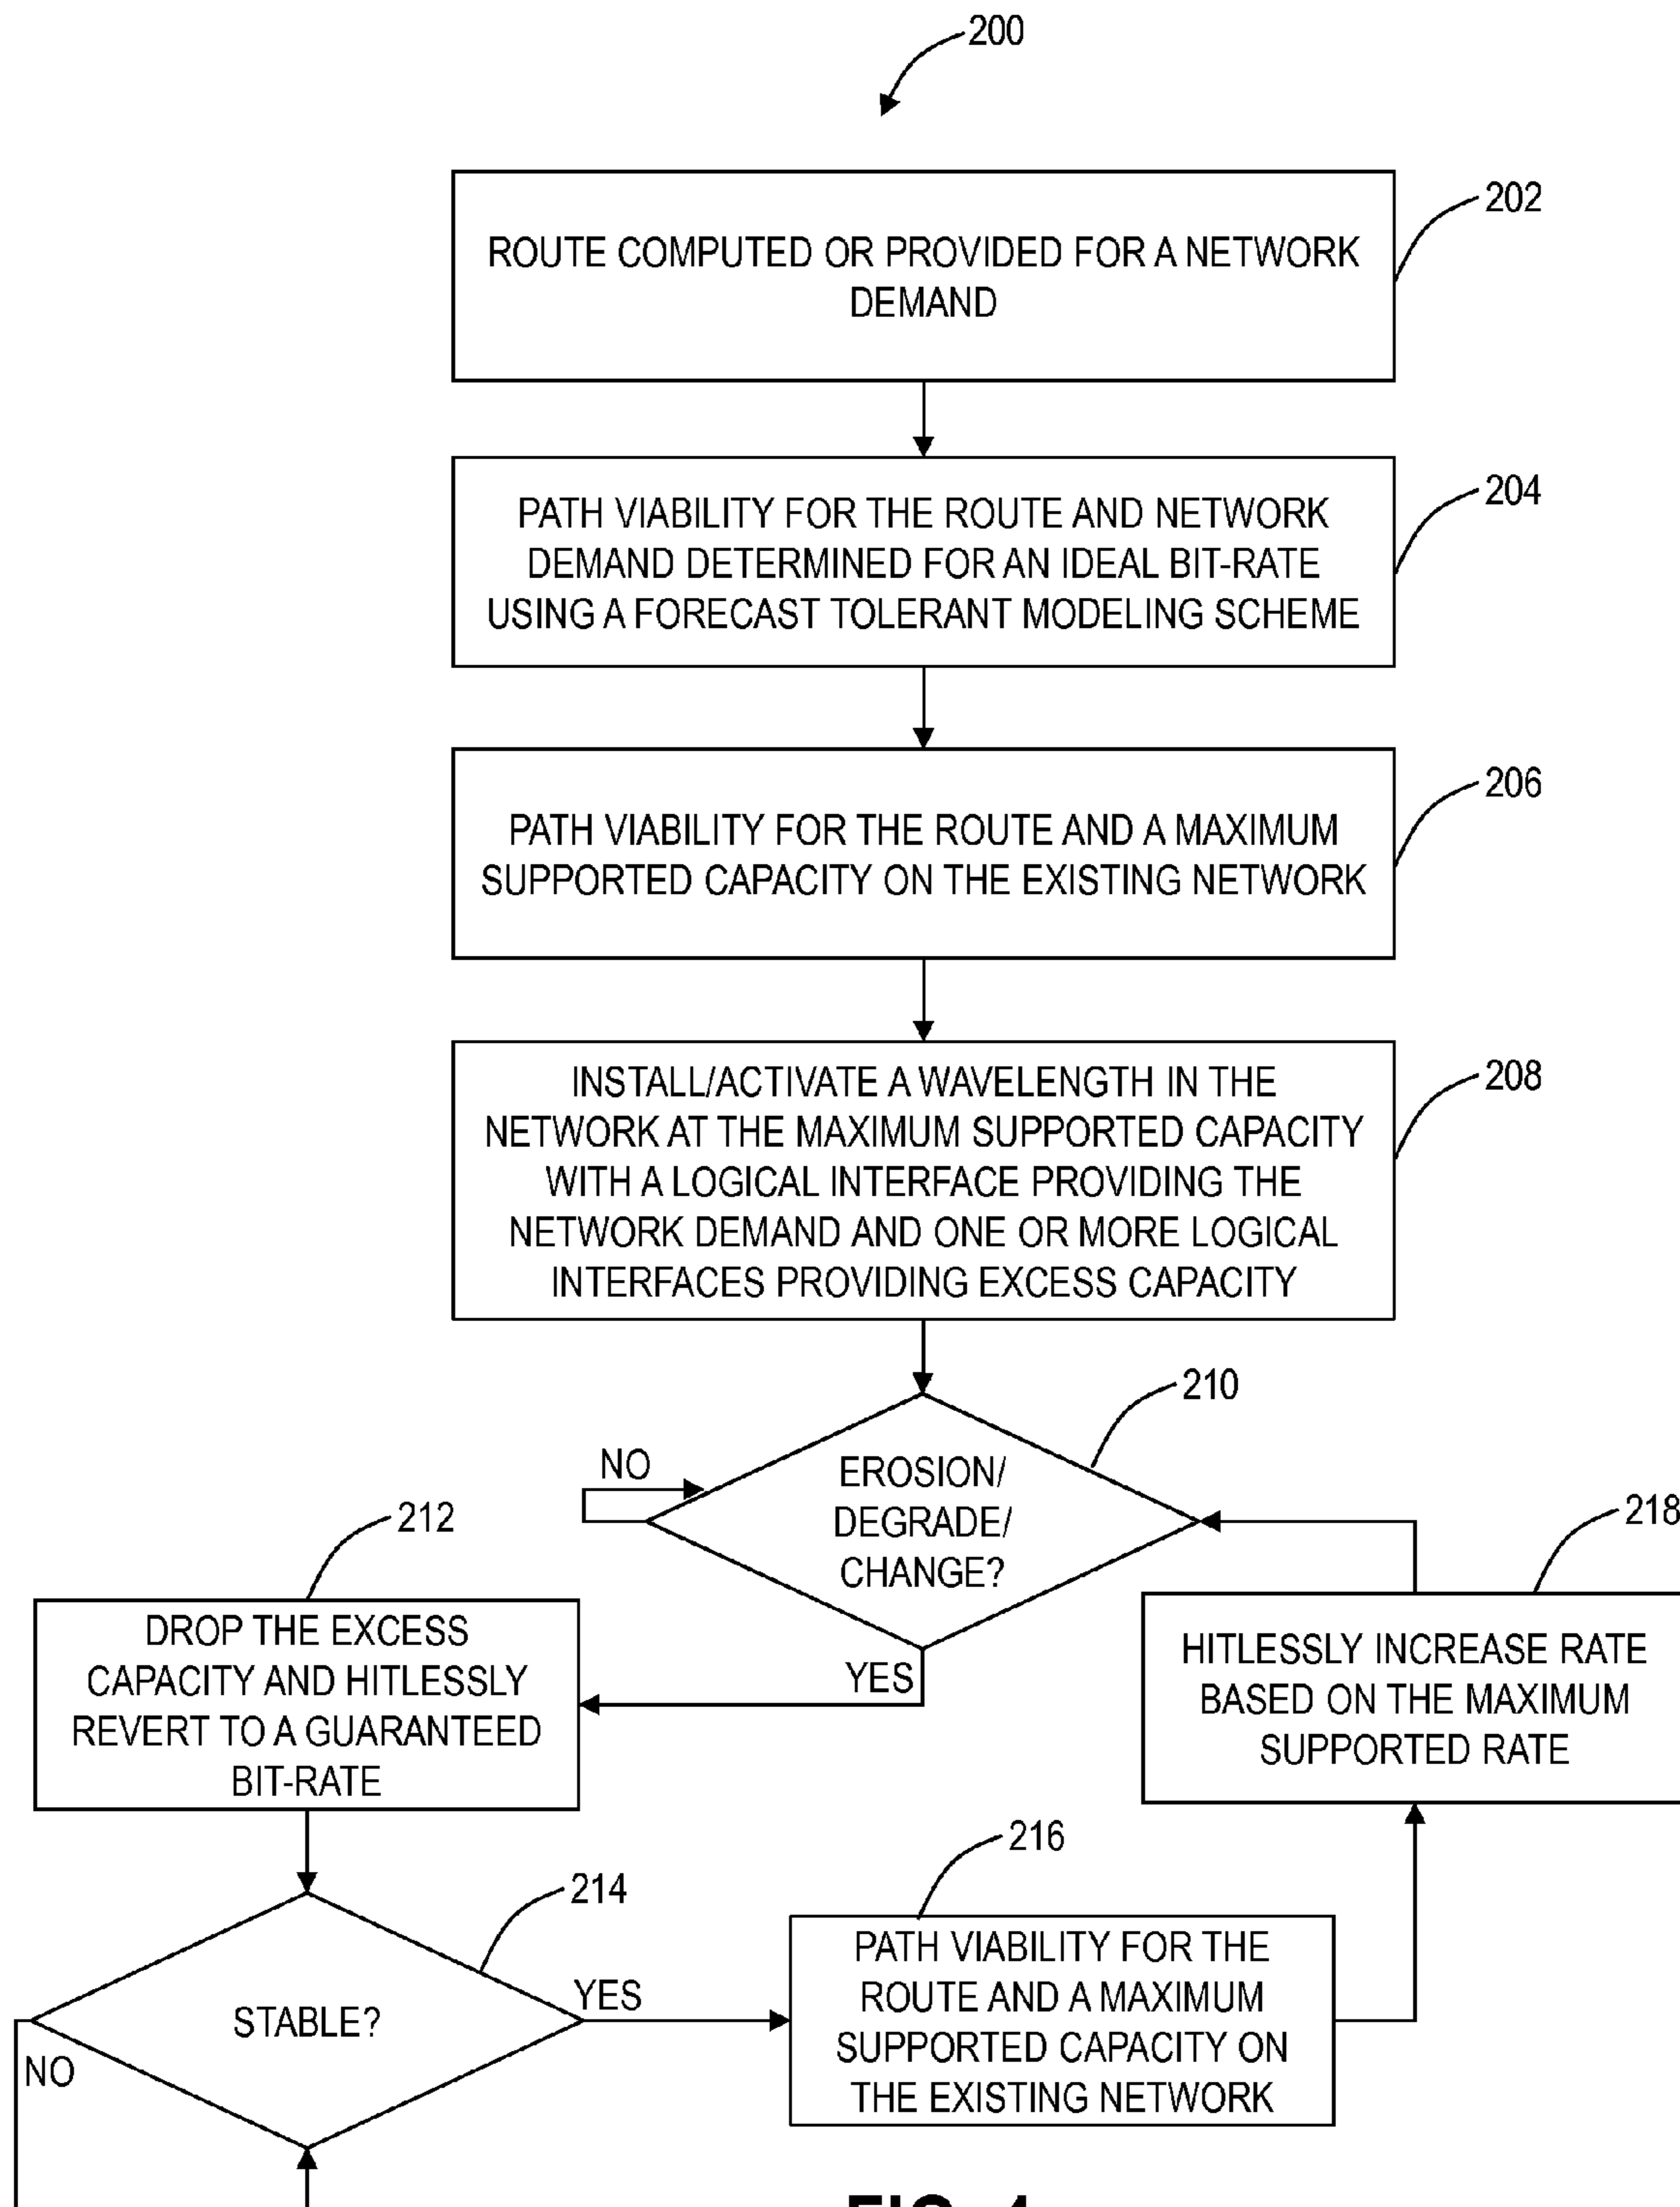 200
ROUTE COMPUTED OR PROVIDED FOR A NETWORK
DEMAND
202
PATH VIABILITY FOR THE ROUTE AND NETWORK
DEMAND DETERMINED FOR AN IDEAL BIT-RATE
USING A FORECAST TOLERANT MODELING SCHEME
204
PATH VIABILITY FOR THE ROUTE AND A MAXIMUM
SUPPORTED CAPACITY ON THE EXISTING NETWORK
206
INSTALL/ACTIVATE A WAVELENGTH IN THE
NETWORK AT THE MAXIMUM SUPPORTED CAPACITY
WITH A LOGICAL INTERFACE PROVIDING THE
NETWORK DEMAND AND ONE OR MORE LOGICAL
INTERFACES PROVIDING EXCESS CAPACITY
208
EROSION/
DEGRADE/
CHANGE?
210
NO
YES
DROP THE EXCESS
CAPACITY AND HITLESSLY
REVERT TO A GUARANTEED
BIT-RATE
212
HITLESSLY INCREASE RATE
BASED ON THE MAXIMUM
SUPPORTED RATE
218
STABLE?
214
YES
NO
PATH VIABILITY FOR THE
ROUTE AND A MAXIMUM
SUPPORTED CAPACITY ON
THE EXISTING NETWORK
216